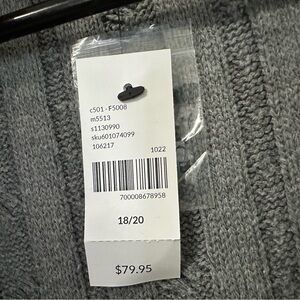 c501 - F5008
m5513
s1130990
sku601074099
106217 1022
700008678958
18/20
$79.95